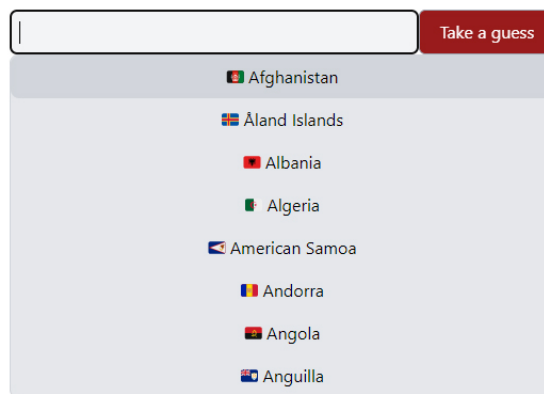 Take a guess
Afghanistan
Åland Islands
Albania
Algeria
American Samoa
Andorra
Angola
Anguilla